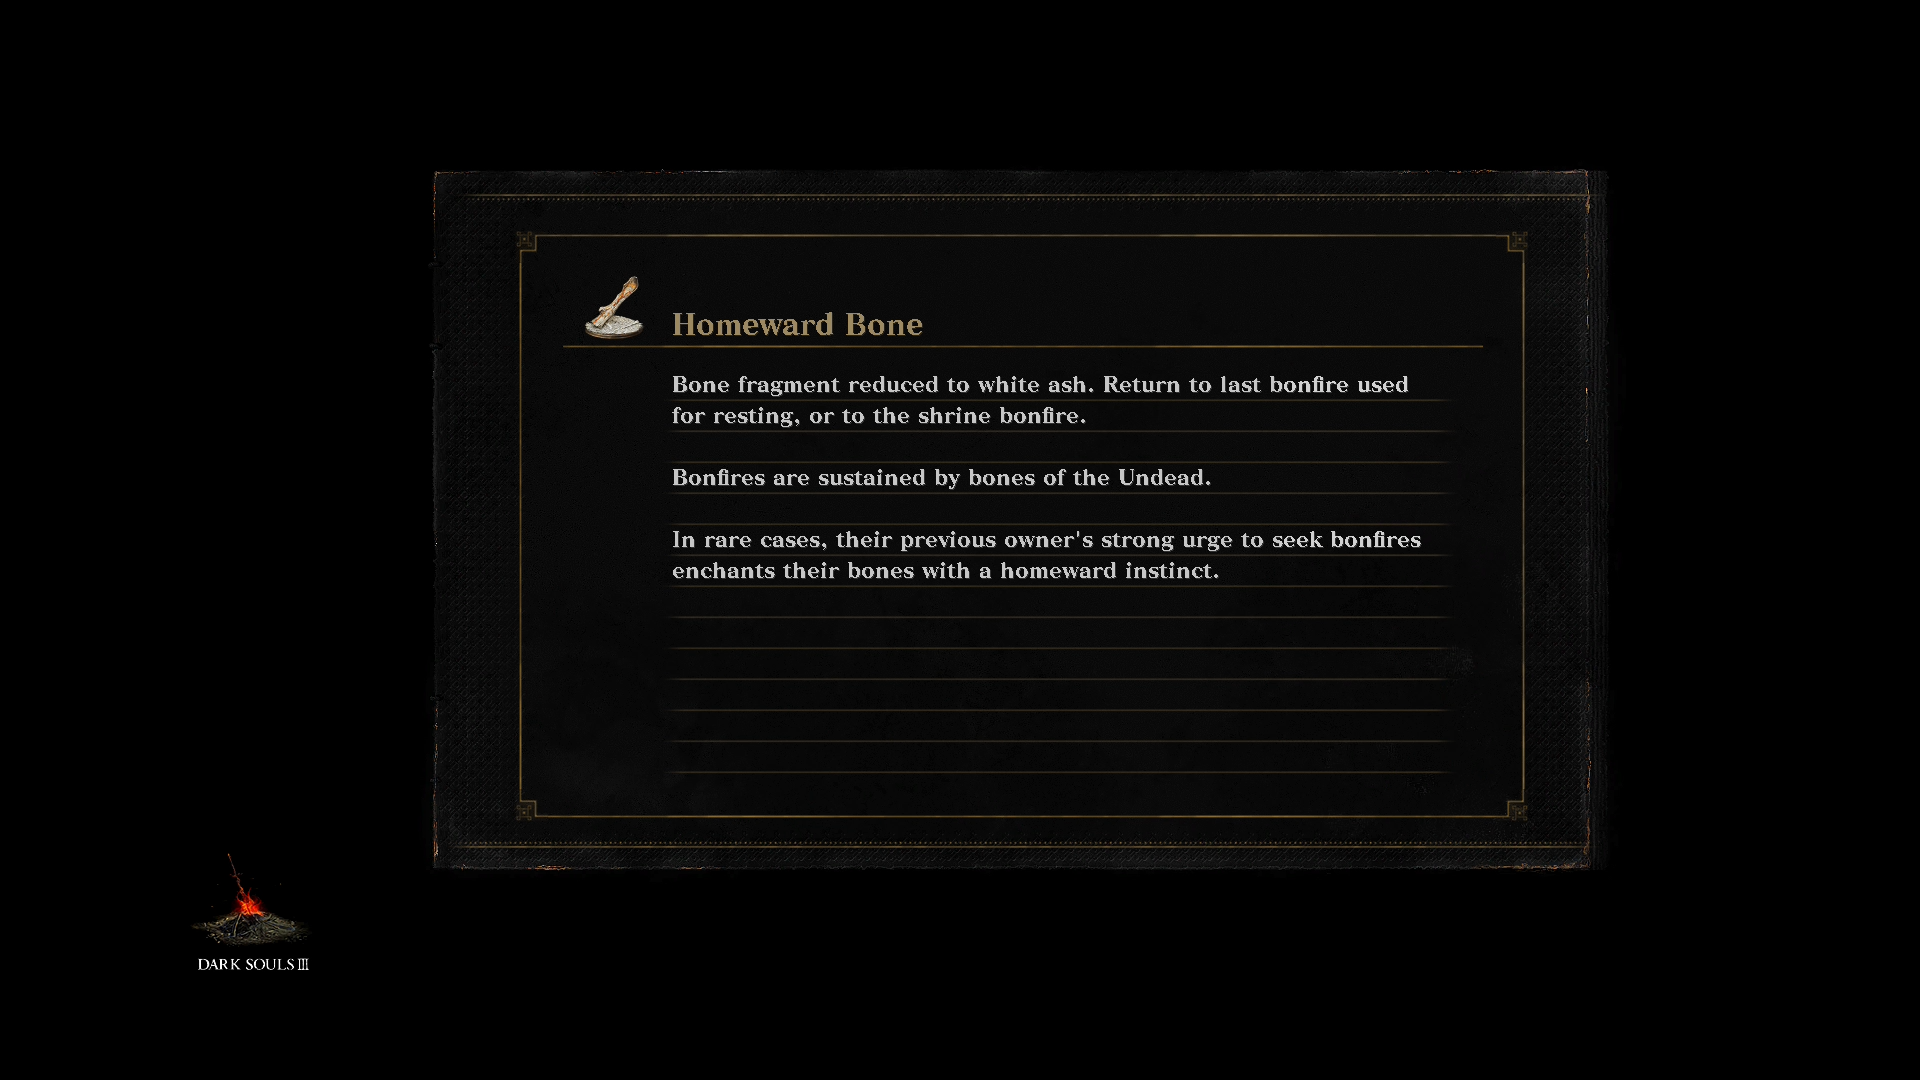 Homeward Bone
Bone fragment reduced to white ash. Return to last bonfire used
for resting, or to the shrine bonfire.
Bonfires are sustained by bones of the Undead.
In rare cases, their previous owner's strong urge to seek bonfires
enchants their bones with a homeward instinct.
DARK SOULS III